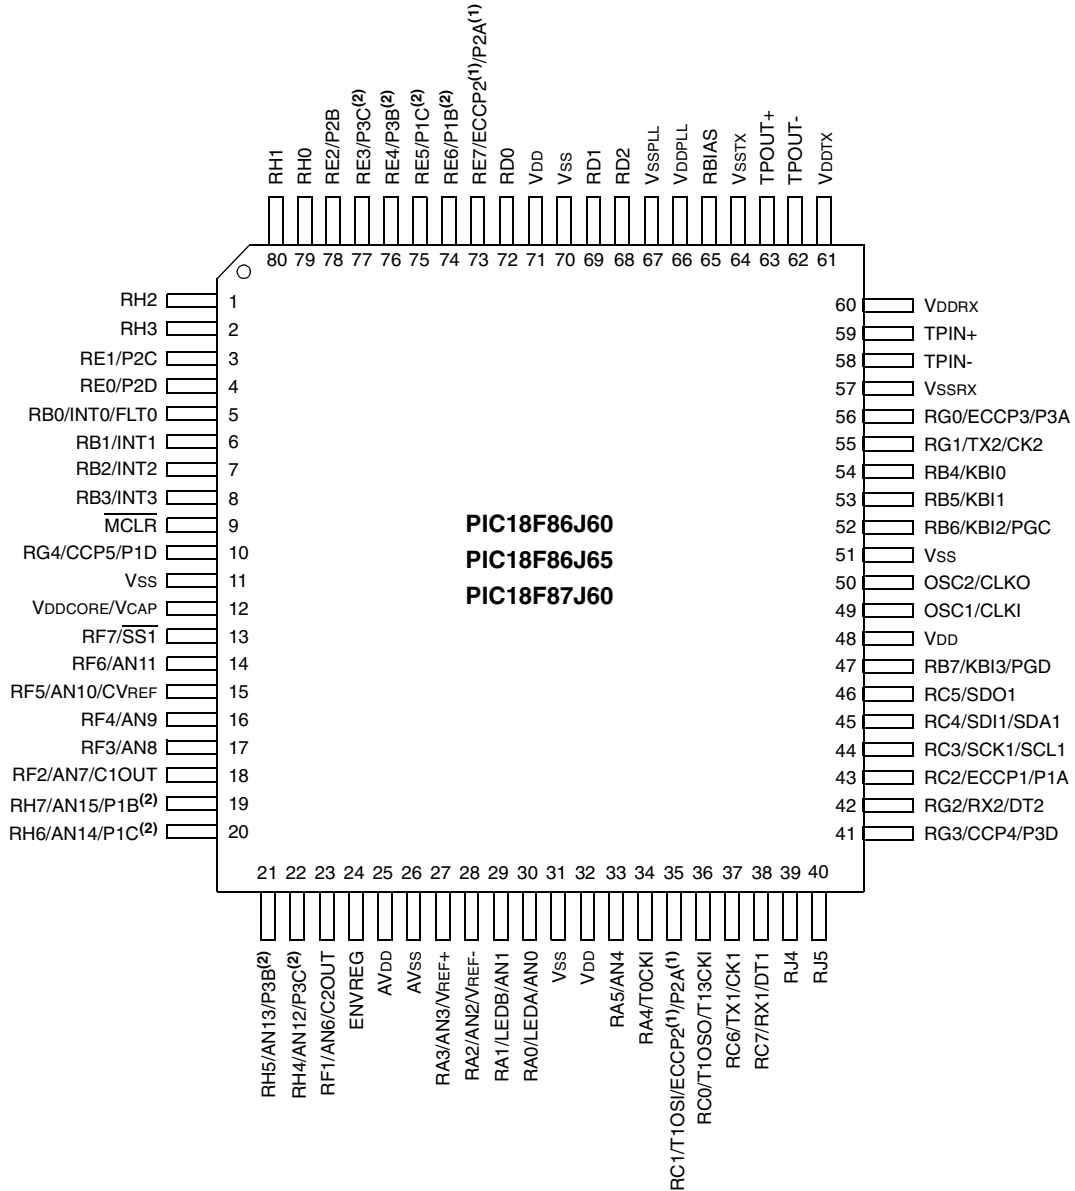 RH1
RH0
RE2/P2B
RE3/P3C(2)
RE4/P3B(2)
RE5/P1C(2)
RE6/P1B(2)
RE7/ECCP2(1)/P2A(1)
RD0
VDD
VSS
RD1
RD2
VSSPLL
VDDPLL
RBIAS
VSSTX
TPOUT+
TPOUT-
VDDTX
80 79 78 77 76 75 74 73 72 71 70 69 68 67 66 65 64 63 62 61
RH2 1
RH3 2
RE1/P2C 3
RE0/P2D 4
RB0/INT0/FLT0 5
RB1/INT1 6
RB2/INT2 7
RB3/INT3 8
MCLR 9
RG4/CCP5/P1D 10
VSS 11
VDDCORE/VCAP 12
RF7/SS1 13
RF6/AN11 14
RF5/AN10/CVREF 15
RF4/AN9 16
RF3/AN8 17
RF2/AN7/C1OUT 18
RH7/AN15/P1B(2) 19
RH6/AN14/P1C(2) 20
PIC18F86J60
PIC18F86J65
PIC18F87J60
60 VDDRX
59 TPIN+
58 TPIN-
57 VSSRX
56 RG0/ECCP3/P3A
55 RG1/TX2/CK2
54 RB4/KBI0
53 RB5/KBI1
52 RB6/KBI2/PGC
51 VSS
50 OSC2/CLKO
49 OSC1/CLKI
48 VDD
47 RB7/KBI3/PGD
46 RC5/SDO1
45 RC4/SDI1/SDA1
44 RC3/SCK1/SCL1
43 RC2/ECCP1/P1A
42 RG2/RX2/DT2
41 RG3/CCP4/P3D
21 22 23 24 25 26 27 28 29 30 31 32 33 34 35 36 37 38 39 40
RH5/AN13/P3B(2)
RH4/AN12/P3C(2)
RF1/AN6/C2OUT
ENVREG
AVDD
AVSS
RA3/AN3/VREF+
RA2/AN2/VREF-
RA1/LEDB/AN1
RA0/LEDA/AN0
VSS
VDD
RA5/AN4
RA4/T0CKI
RC1/T1OSI/ECCP2(1)/P2A(1)
RC0/T1OSO/T13CKI
RC6/TX1/CK1
RC7/RX1/DT1
RJ4
RJ5